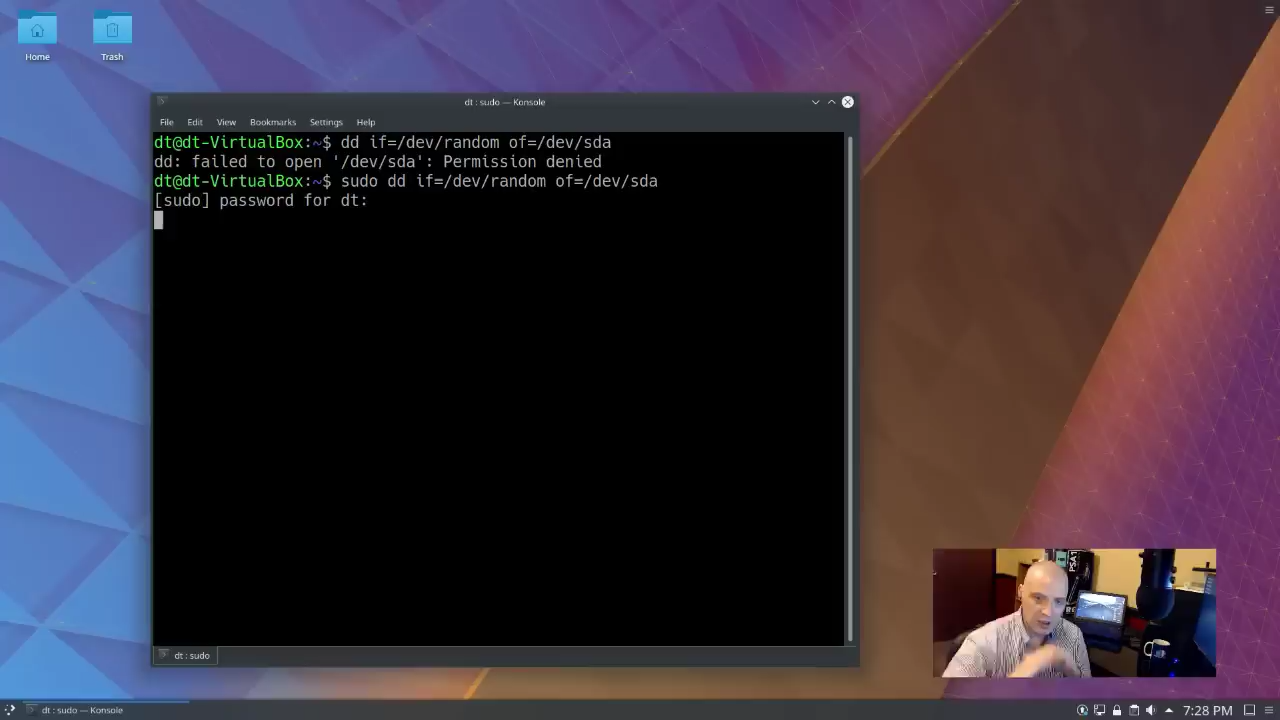 Home
Trash
dt : sudo — Konsole
File Edit View Bookmarks Settings Help
dt@dt-VirtualBox:~$ dd if=/dev/random of=/dev/sda
dd: failed to open '/dev/sda': Permission denied
dt@dt-VirtualBox:~$ sudo dd if=/dev/random of=/dev/sda
[sudo] password for dt:
PSA1
dt : sudo
dt : sudo — Konsole
7:28 PM